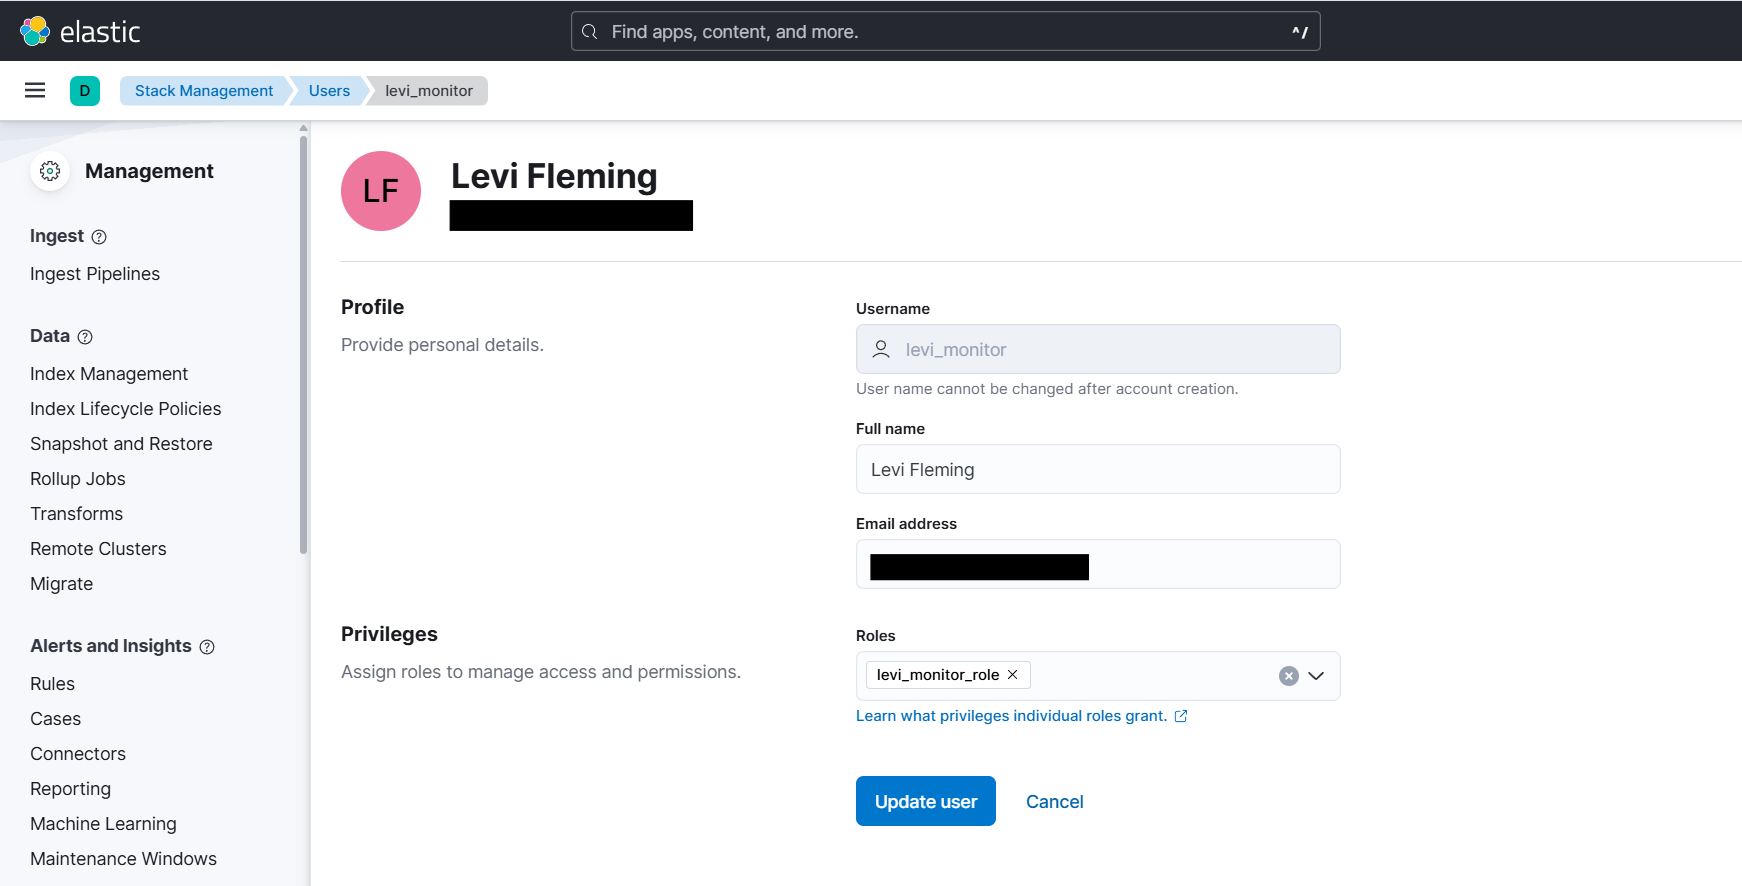 elastic
Find apps, content, and more.
^/
D
Stack Management
Users
levi_monitor
Management
Ingest
Ingest Pipelines
Data
Index Management
Index Lifecycle Policies
Snapshot and Restore
Rollup Jobs
Transforms
Remote Clusters
Migrate
Alerts and Insights
Rules
Cases
Connectors
Reporting
Machine Learning
Maintenance Windows
LF
Levi Fleming
Profile
Provide personal details.
Username
levi_monitor
User name cannot be changed after account creation.
Full name
Levi Fleming
Email address
Privileges
Assign roles to manage access and permissions.
Roles
levi_monitor_role
Learn what privileges individual roles grant.
Update user
Cancel